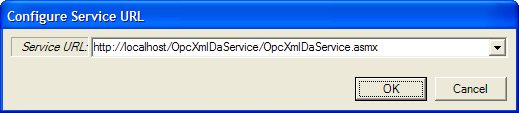 Configure Service URL
Service URL: http://localhost/OpcXmlDaService/OpcXmlDaService.asmx
OK Cancel